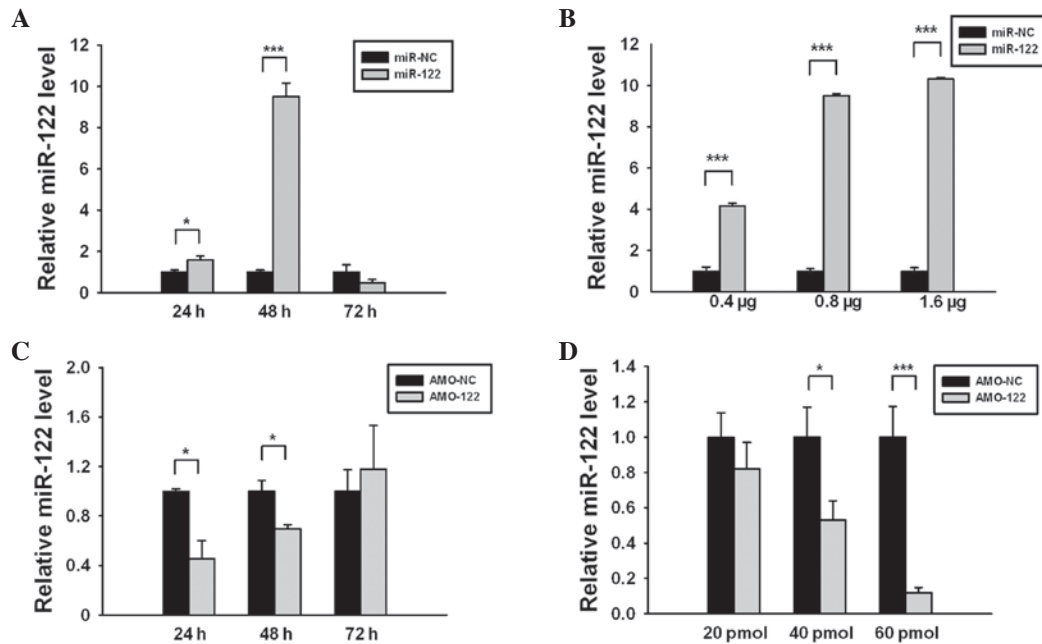 A
Relative miR-122 level
12
10
8
6
4
2
0
miR-NC
miR-122
*
***
24 h 48 h 72 h
B
Relative miR-122 level
12
10
8
6
4
2
0
miR-NC
miR-122
***
***
***
0.4 µg 0.8 µg 1.6 µg
C
Relative miR-122 level
2.0
1.6
1.2
0.8
0.4
0
AMO-NC
AMO-122
*
*
24 h 48 h 72 h
D
Relative miR-122 level
1.4
1.2
1.0
0.8
0.6
0.4
0.2
0.0
AMO-NC
AMO-122
*
***
20 pmol 40 pmol 60 pmol